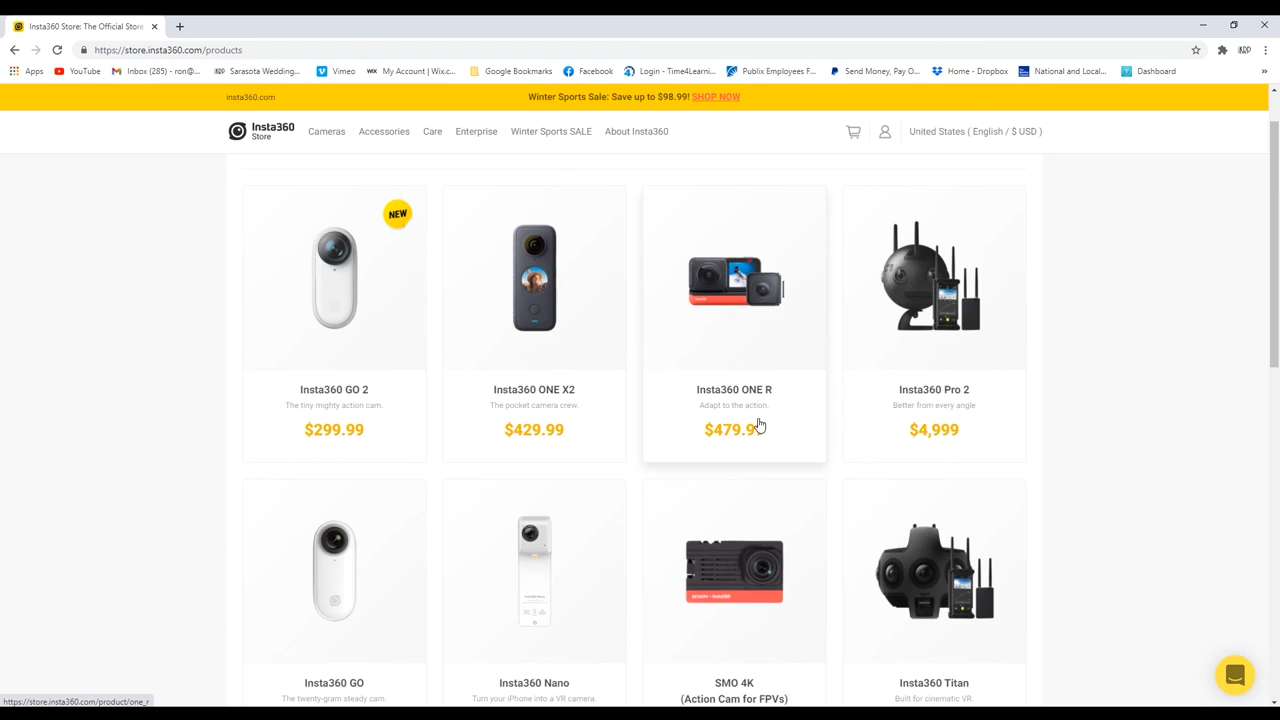 Insta360 Store: The Official Store
https://store.insta360.com/products
Apps YouTube Inbox (285) - ron@... Sarasota Wedding... Vimeo WIX My Account | Wix.c... Google Bookmarks Facebook Login - Time4Learni... Publix Employees F... Send Money, Pay O... Home - Dropbox National and Local... Dashboard »
insta360.com Winter Sports Sale: Save up to $98.99! SHOP NOW
Insta360 Store Cameras Accessories Care Enterprise Winter Sports SALE About Insta360 United States ( English / $ USD )
NEW
Insta360 GO 2 Insta360 ONE X2 Insta360 ONE R Insta360 Pro 2
The tiny mighty action cam. The pocket camera crew. Adapt to the action. Better from every angle
$299.99 $429.99 $479.9 $4,999
Insta360 GO Insta360 Nano SMO 4K Insta360 Titan
(Action Cam for FPVs)
The twenty-gram steady cam. Turn your iPhone into a VR camera. Built for cinematic VR.
https://store.insta360.com/product/one_r